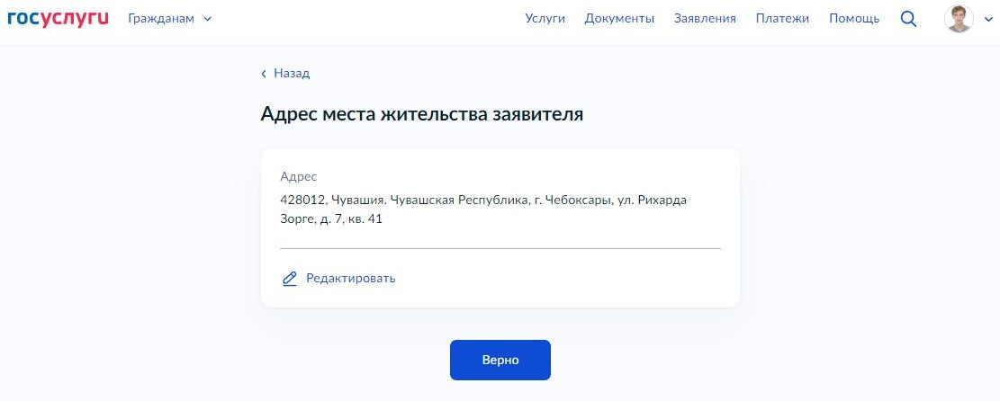 госуслуги Гражданам Услуги Документы Заявления Платежи Помощь
Назад
Адрес места жительства заявителя
Адрес
428012, Чувашия. Чувашская Республика, г. Чебоксары, ул. Рихарда
Зорге, д. 7, кв. 41
Редактировать
Верно